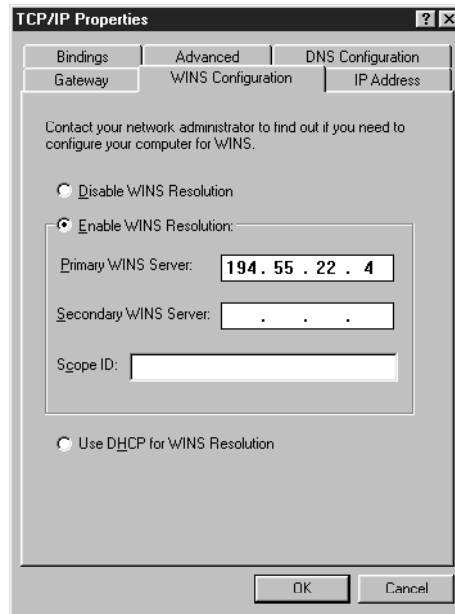 TCP/IP Properties
Bindings Advanced DNS Configuration
Gateway WINS Configuration IP Address
Contact your network administrator to find out if you need to
configure your computer for WINS.
Disable WINS Resolution
Enable WINS Resolution:
Primary WINS Server: 194 . 55 . 22 . 4
Secondary WINS Server: . . .
Scope ID:
Use DHCP for WINS Resolution
OK Cancel